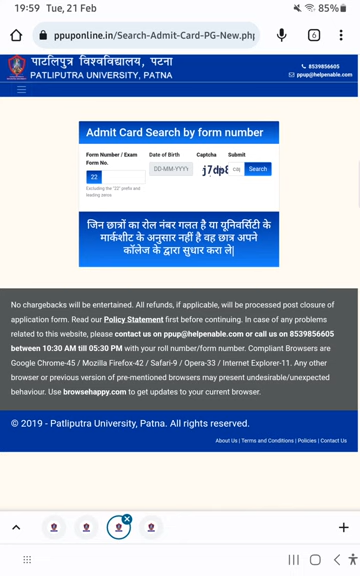 19:59 Tue, 21 Feb
85%
ppuponline.in/Search-Admit-Card-PG-New.php
6
पाटलिपुत्र विश्वविद्यालय, पटना
PATLIPUTRA UNIVERSITY, PATNA
8539856605
ppup@helpenable.com
Admit Card Search by form number
Form Number / Exam Form No.
Date of Birth
Captcha
Submit
22
DD-MM-YYYY
j7dp8
Search
Excluding the "22" prefix and leading zeros
जिन छात्रों का रोल नंबर गलत है या यूनिवर्सिटी के
मार्कशीट के अनुसार नहीं है वह छात्र अपने
कॉलेज के द्वारा सुधार करा ले|
No chargebacks will be entertained. All refunds, if applicable, will be processed post closure of
application form. Read our Policy Statement first before continuing. In case of any problems
related to this website, please contact us on ppup@helpenable.com or call us on 8539856605
between 10:30 AM till 05:30 PM with your roll number/form number. Compliant Browsers are
Google Chrome-45 / Mozilla Firefox-42 / Safari-9 / Opera-33 / Internet Explorer-11. Any other
browser or previous version of pre-mentioned browsers may present undesirable/unexpected
behaviour. Use browsehappy.com to get updates to your current browser.
© 2019 - Patliputra University, Patna. All rights reserved.
About Us | Terms and Conditions | Policies | Contact Us